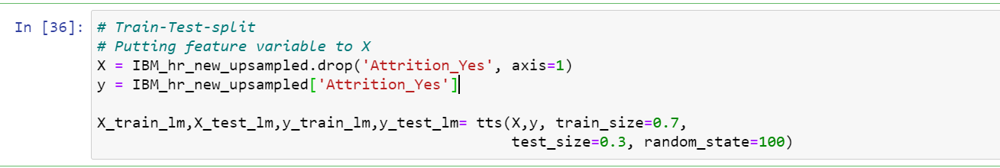 In [36]: # Train-Test-split
# Putting feature variable to X
X = IBM_hr_new_upsampled.drop('Attrition_Yes', axis=1)
y = IBM_hr_new_upsampled['Attrition_Yes']
X_train_lm,X_test_lm,y_train_lm,y_test_lm= tts(X,y, train_size=0.7,
test_size=0.3, random_state=100)